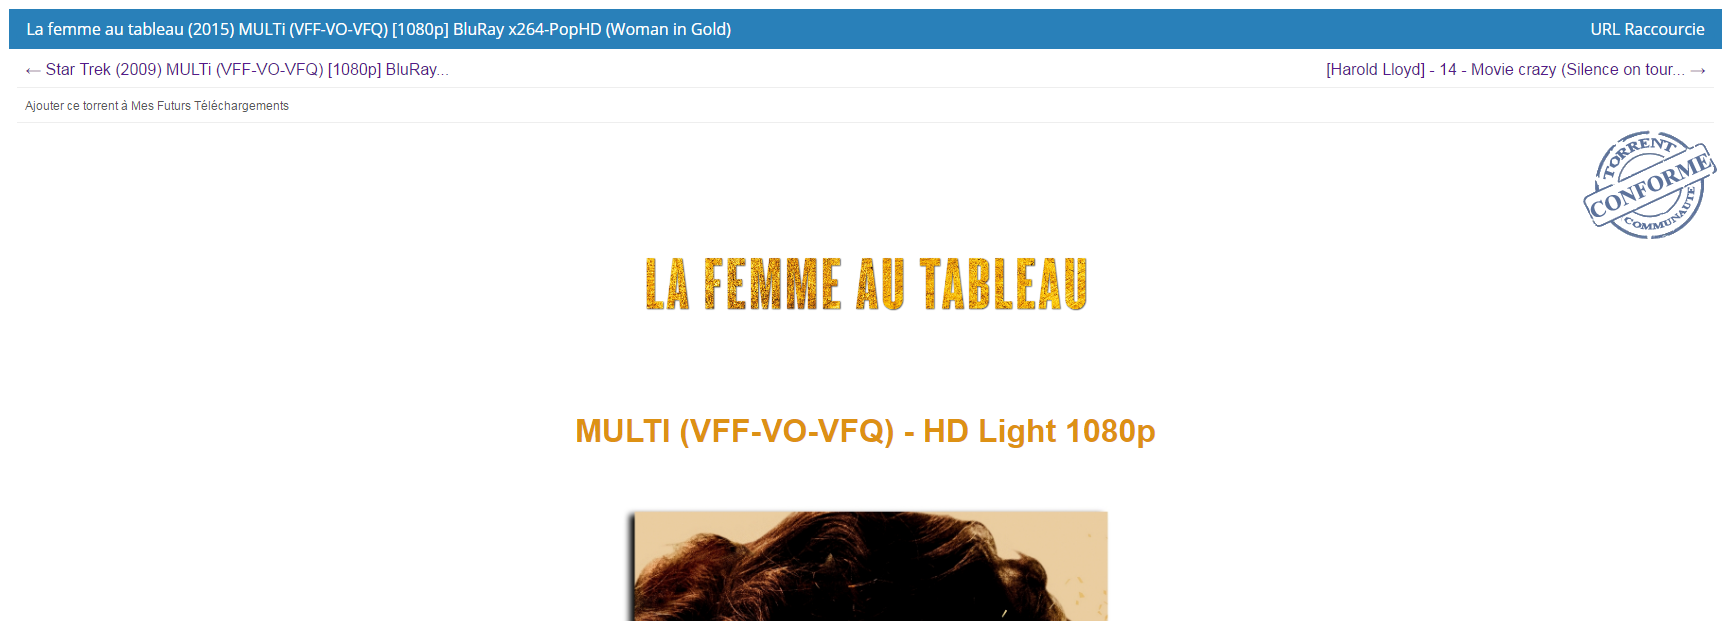 La femme au tableau (2015) MULTi (VFF-VO-VFQ) [1080p] BluRay x264-PopHD (Woman in Gold)
URL Raccourcie
← Star Trek (2009) MULTi (VFF-VO-VFQ) [1080p] BluRay...
[Harold Lloyd] - 14 - Movie crazy (Silence on tour... →
Ajouter ce torrent à Mes Futurs Téléchargements
TORRENT
CONFORME
COMMUNAUTE
LA FEMME AU TABLEAU
MULTI (VFF-VO-VFQ) - HD Light 1080p